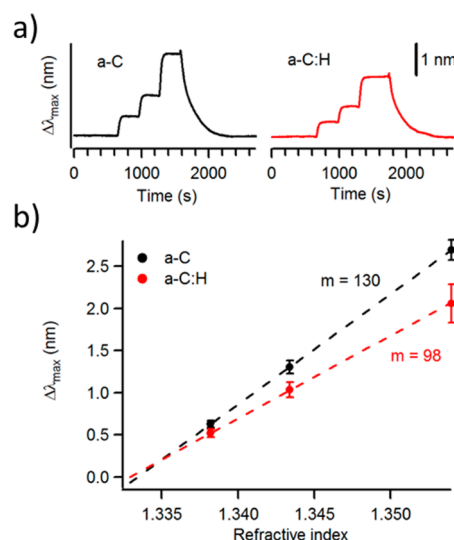 a)
a-C
a-C:H
1 nm
Δλmax (nm)
0 1000 2000
0 1000 2000
Time (s)
Time (s)
b)
a-C
a-C:H
m = 130
m = 98
Δλmax (nm)
2.5
2.0
1.5
1.0
0.5
0.0
1.335 1.340 1.345 1.350
Refractive index